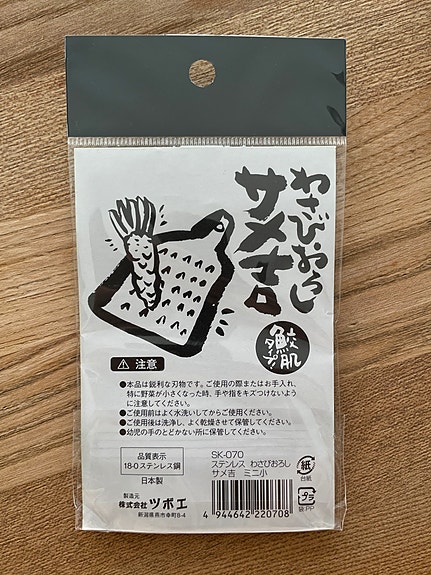 わさびおろし
サメ吉
鮫肌
タイプ!
注意
●本品は鋭利な刃物です。ご使用の際またはお手入れ、
特に野菜が小さくなった時、手や指をキズつけないよう
に注意してください。
●ご使用前はよく水洗いしてからご使用ください。
●ご使用後は洗浄し、よく乾燥させて保管してください。
●幼児の手のとどかない所に保管してください。
品質表示
18-0ステンレス鋼
日本製
製造元
株式会社 ツボエ
新潟県燕市幸町8-4
SK-070
ステンレス わさびおろし
サメ吉 ミニ小
4 944642 220708
紙
台紙
プラ
袋:PP